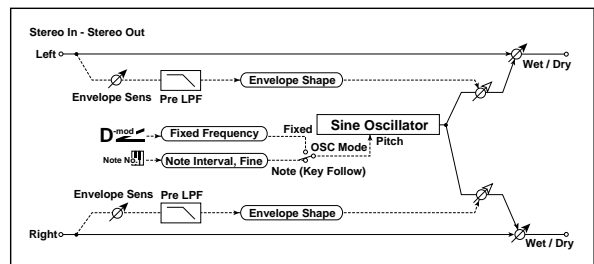 Stereo In - Stereo Out
Left
Wet / Dry
Envelope Sens
Pre LPF
Envelope Shape
D-mod
Fixed Frequency
Fixed
Sine Oscillator
OSC Mode
Pitch
Note No.
Note Interval, Fine
Note (Key Follow)
Envelope Sens
Pre LPF
Envelope Shape
Right
Wet / Dry